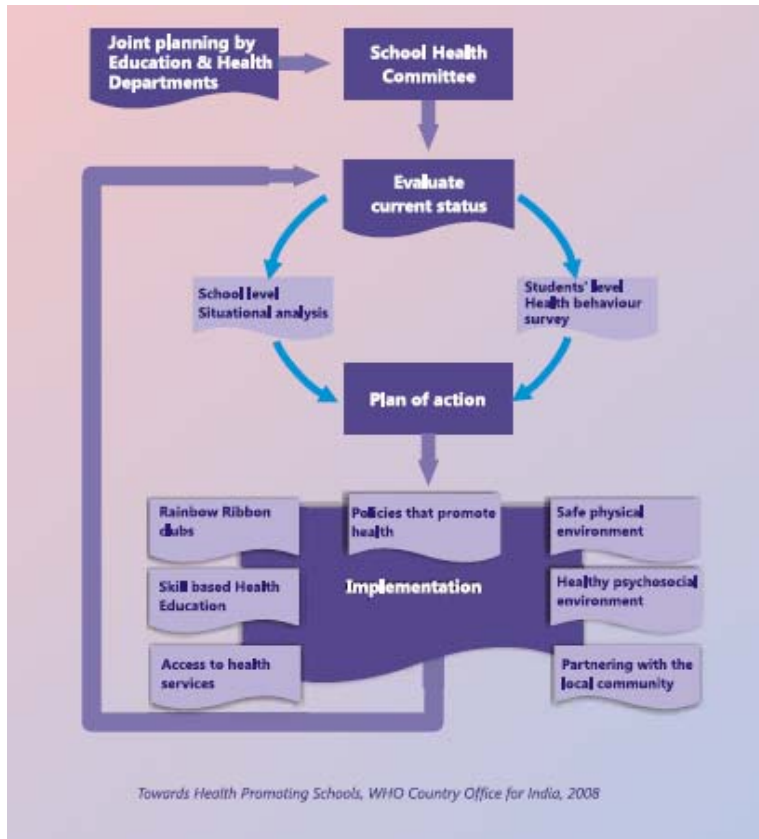 Joint planning by
Education & Health
Departments
School Health
Committee
Evaluate
current status
School level
Situational analysis
Students' level
Health behaviour
survey
Plan of action
Rainbow Ribbon
clubs
Policies that promote
health
Safe physical
environment
Implementation
Skill based Health
Education
Healthy psychosocial
environment
Access to health
services
Partnering with the
local community
Towards Health Promoting Schools, WHO Country Office for India, 2008